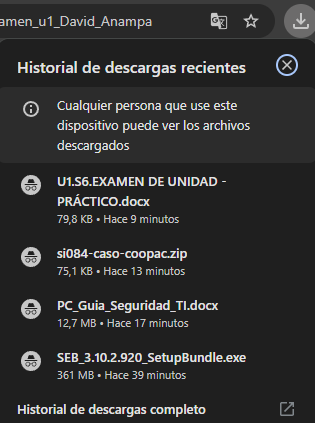 amen_u1_David_Anampa
Historial de descargas recientes
Cualquier persona que use este
dispositivo puede ver los archivos
descargados
U1.S6.EXAMEN DE UNIDAD -
PRÁCTICO.docx
79,8 KB • Hace 9 minutos
si084-caso-coopac.zip
75,1 KB • Hace 13 minutos
PC_Guia_Seguridad_TI.docx
12,7 MB • Hace 17 minutos
SEB_3.10.2.920_SetupBundle.exe
361 MB • Hace 39 minutos
Historial de descargas completo